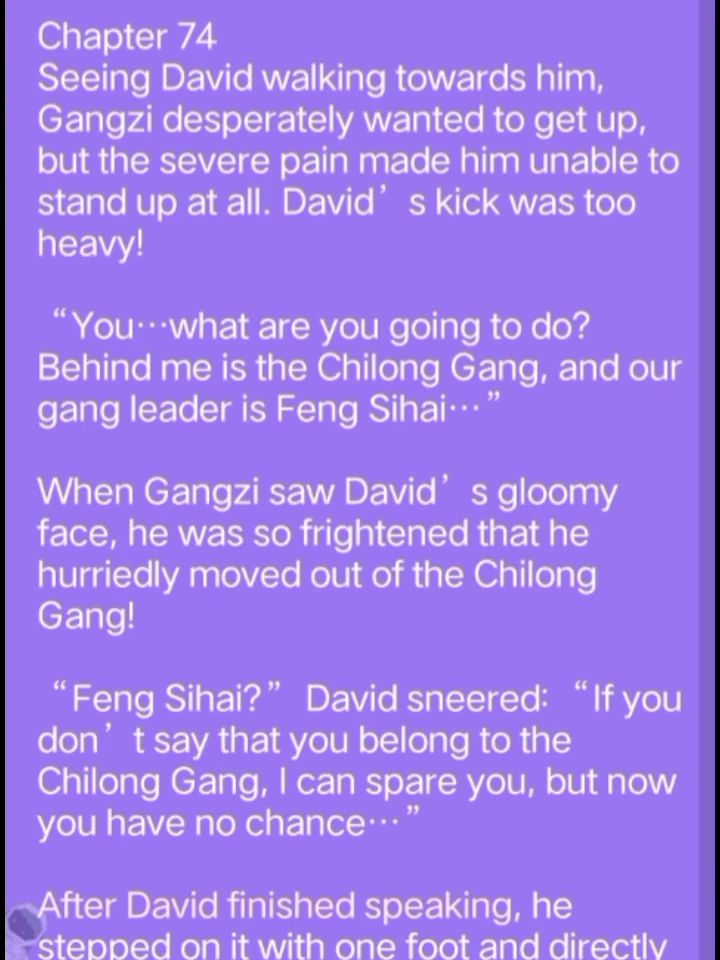 Chapter 74
Seeing David walking towards him,
Gangzi desperately wanted to get up,
but the severe pain made him unable to
stand up at all. David’s kick was too
heavy!
“You…what are you going to do?
Behind me is the Chilong Gang, and our
gang leader is Feng Sihai…”
When Gangzi saw David’s gloomy
face, he was so frightened that he
hurriedly moved out of the Chilong
Gang!
“Feng Sihai?” David sneered: “If you
don’t say that you belong to the
Chilong Gang, I can spare you, but now
you have no chance…”
After David finished speaking, he
stepped on it with one foot and directly